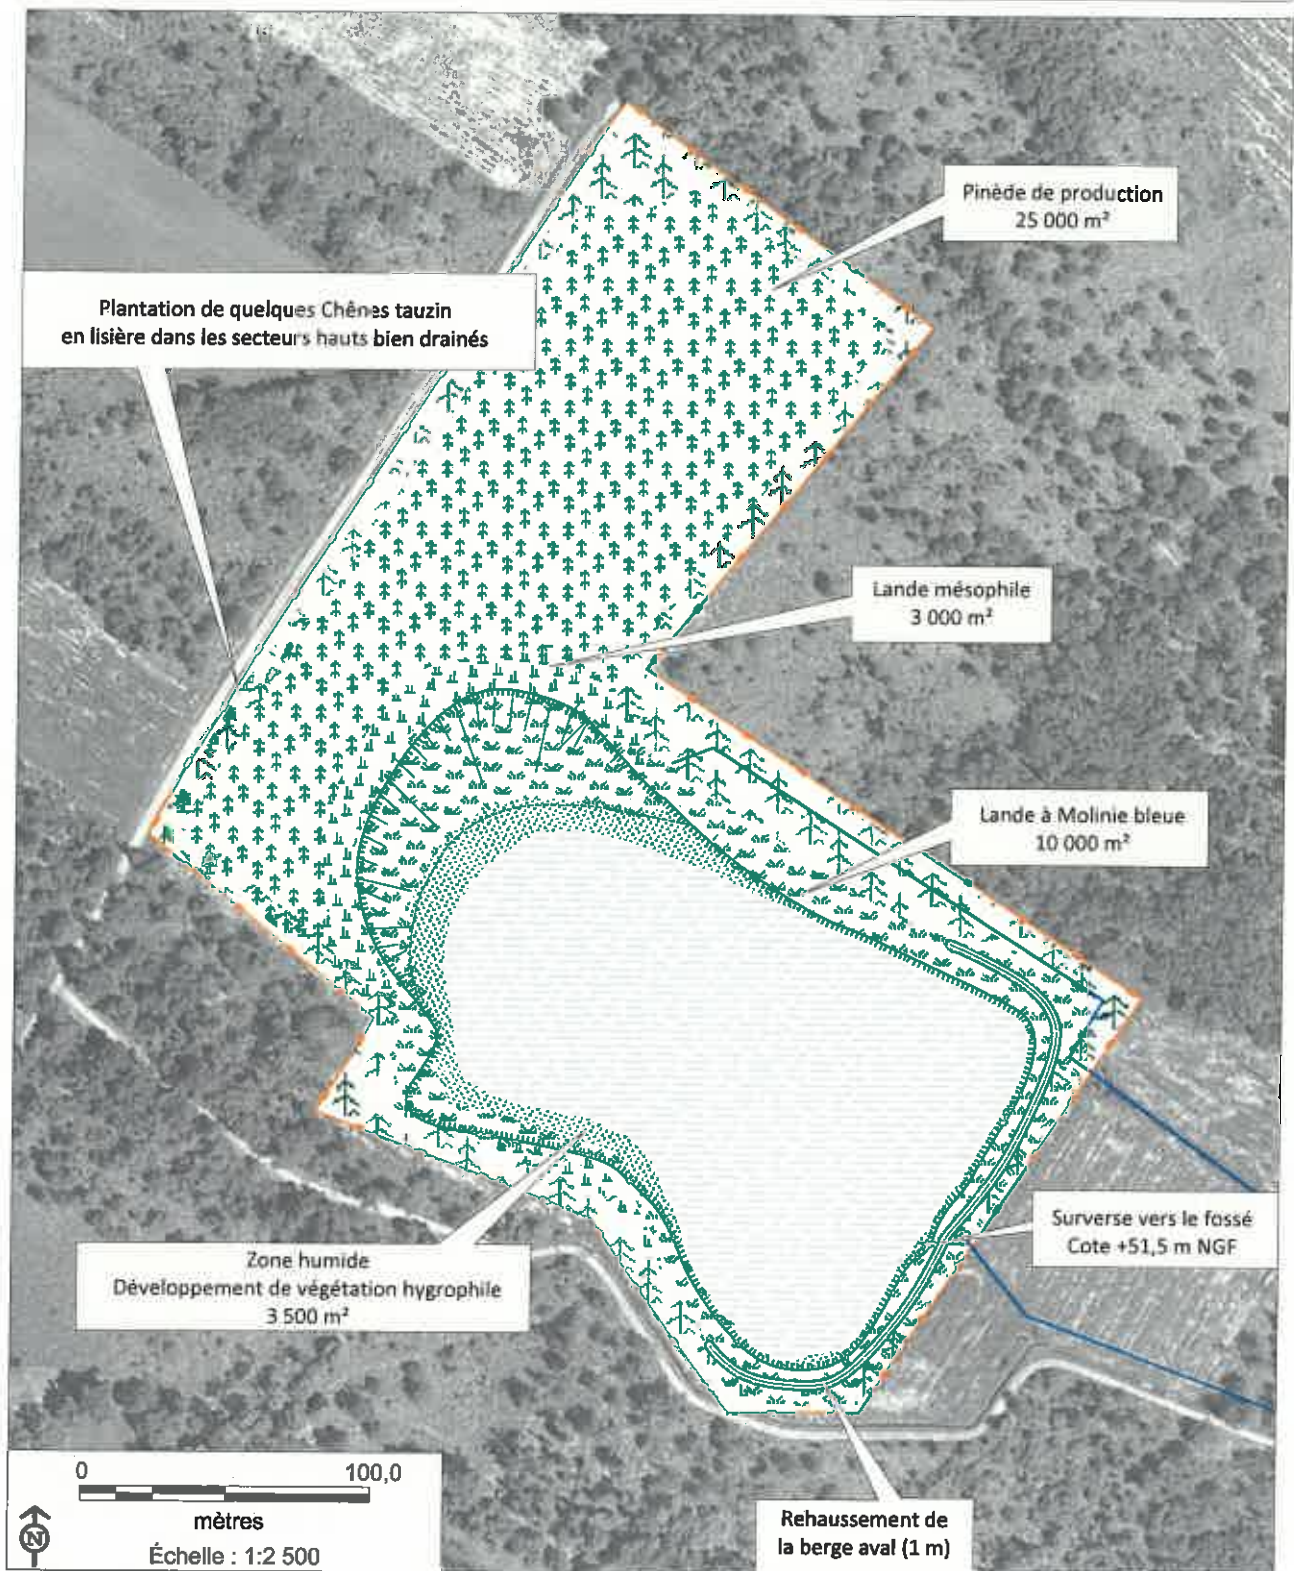 Pinède de production
25 000 m²
Plantation de quelques Chênes tauzin
en lisière dans les secteurs hauts bien drainés
Lande mésophile
3 000 m²
Lande à Molinie bleue
10 000 m²
Surverse vers le fossé
Cote +51,5 m NGF
Zone humide
Développement de végétation hygrophile
3 500 m²
Rehaussement de
la berge aval (1 m)
0 100,0
mètres
N
Échelle : 1:2 500